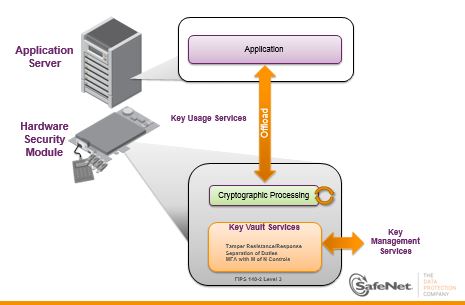 Application
Server
Application
Key Usage Services
Offload
Hardware
Security
Module
Cryptographic Processing
Key Vault Services
Tamper Resistance/Response
Separation of Duties
MFA with M of N Controls
Key
Management
Services
FIPS 140-2 Level 3
SafeNet.
THE
DATA
PROTECTION
COMPANY